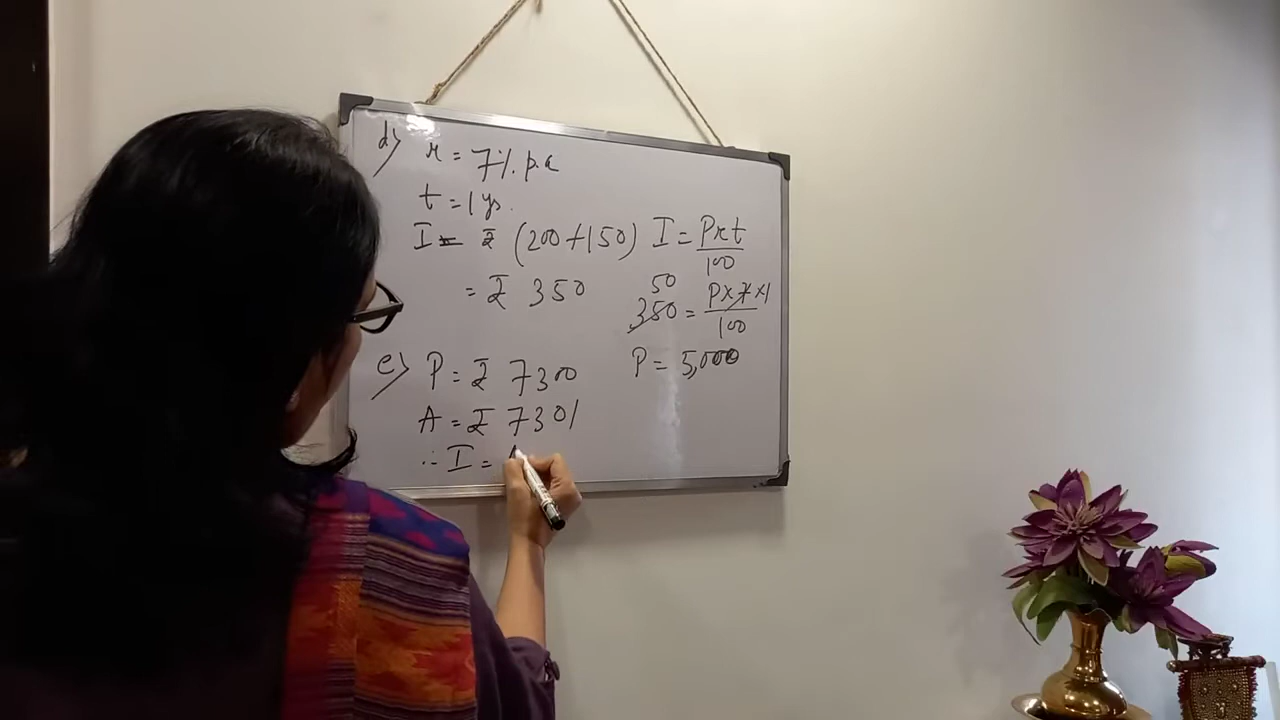 d) r = 7%. p.a
t = 1 yr.
I = ₹ (200+150)
= ₹ 350
I = Prt/100
50
350 = P×7×1/100
P = 5,000
e) P = ₹ 7300
A = ₹ 7301
∴ I =